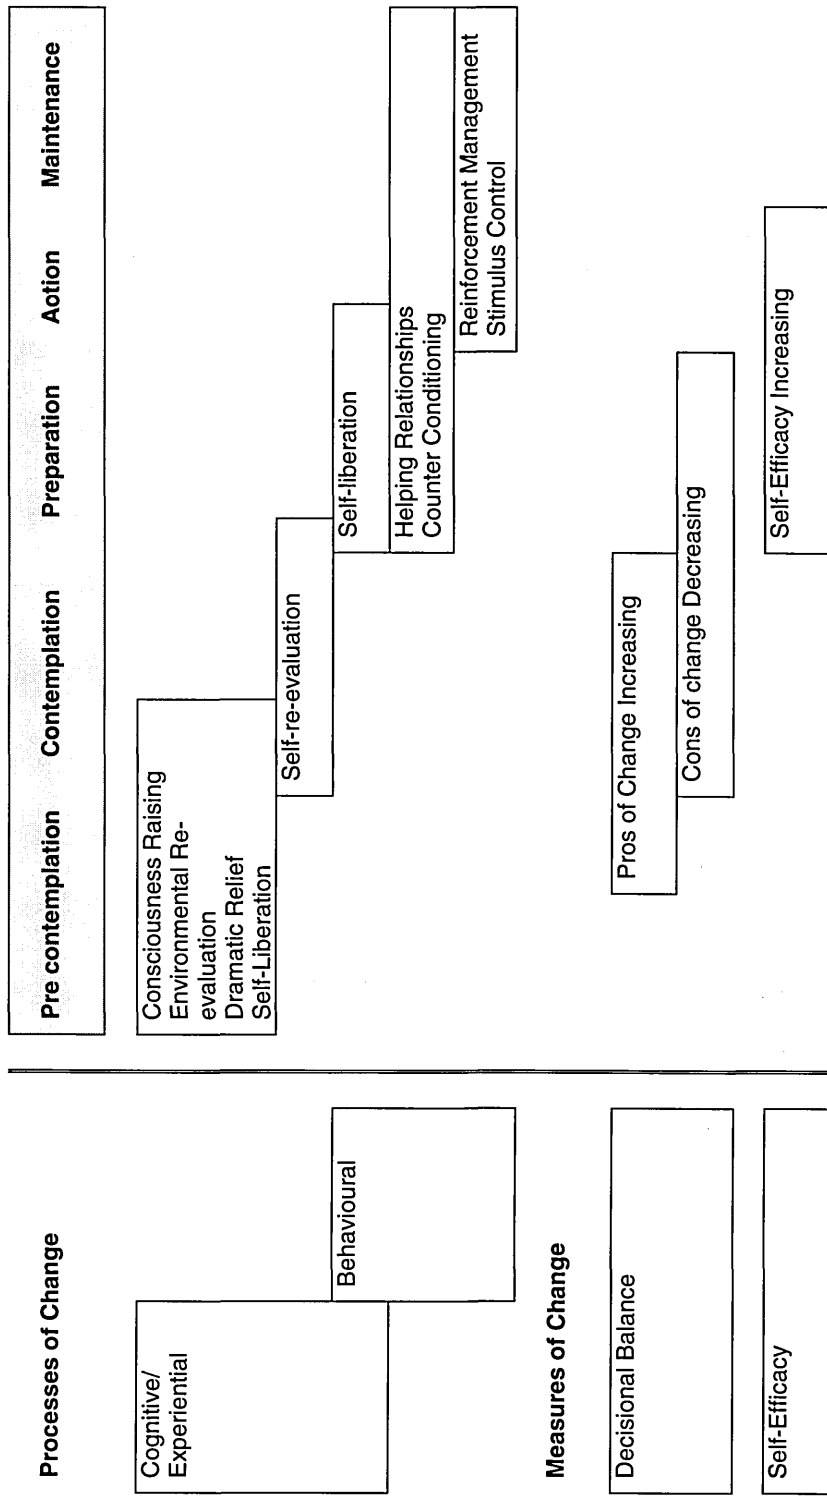 Processes of Change
Pre contemplation Contemplation Preparation Aotion Maintenance
Cognitive/
Experiential
Behavioural
Consciousness Raising
Environmental Re-
evaluation
Dramatic Relief
Self-Liberation
Self-re-evaluation
Self-liberation
Helping Relationships
Counter Conditioning
Reinforcement Management
Stimulus Control
Measures of Change
Decisional Balance
Pros of Change Increasing
Cons of change Decreasing
Self-Efficacy
Self-Efficacy Increasing